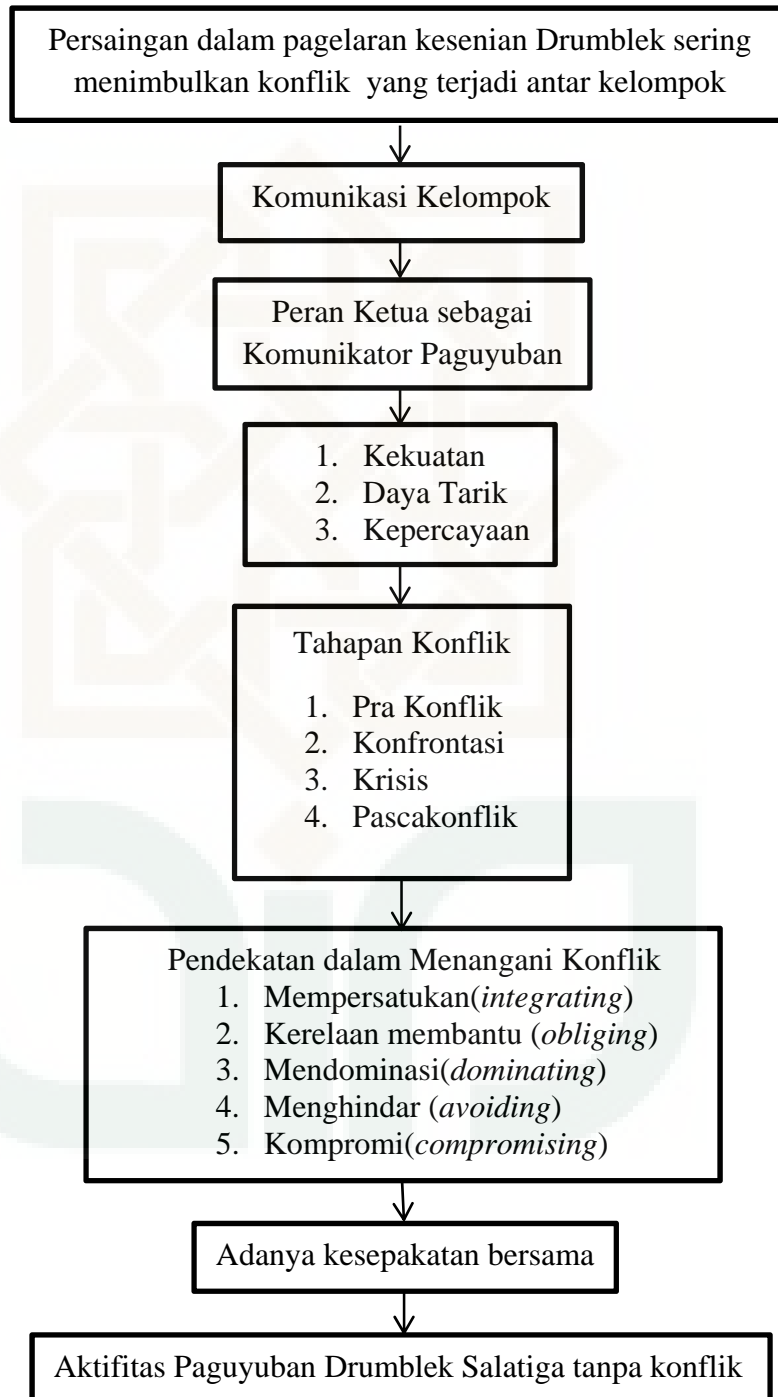 Persaingan dalam pagelaran kesenian Drumblek sering
menimbulkan konflik yang terjadi antar kelompok
Komunikasi Kelompok
Peran Ketua sebagai
Komunikator Paguyuban
1. Kekuatan
2. Daya Tarik
3. Kepercayaan
Tahapan Konflik
1. Pra Konflik
2. Konfrontasi
3. Krisis
4. Pascakonflik
Pendekatan dalam Menangani Konflik
1. Mempersatukan(integrating)
2. Kerelaan membantu (obliging)
3. Mendominasi(dominating)
4. Menghindar (avoiding)
5. Kompromi(compromising)
Adanya kesepakatan bersama
Aktifitas Paguyuban Drumblek Salatiga tanpa konflik